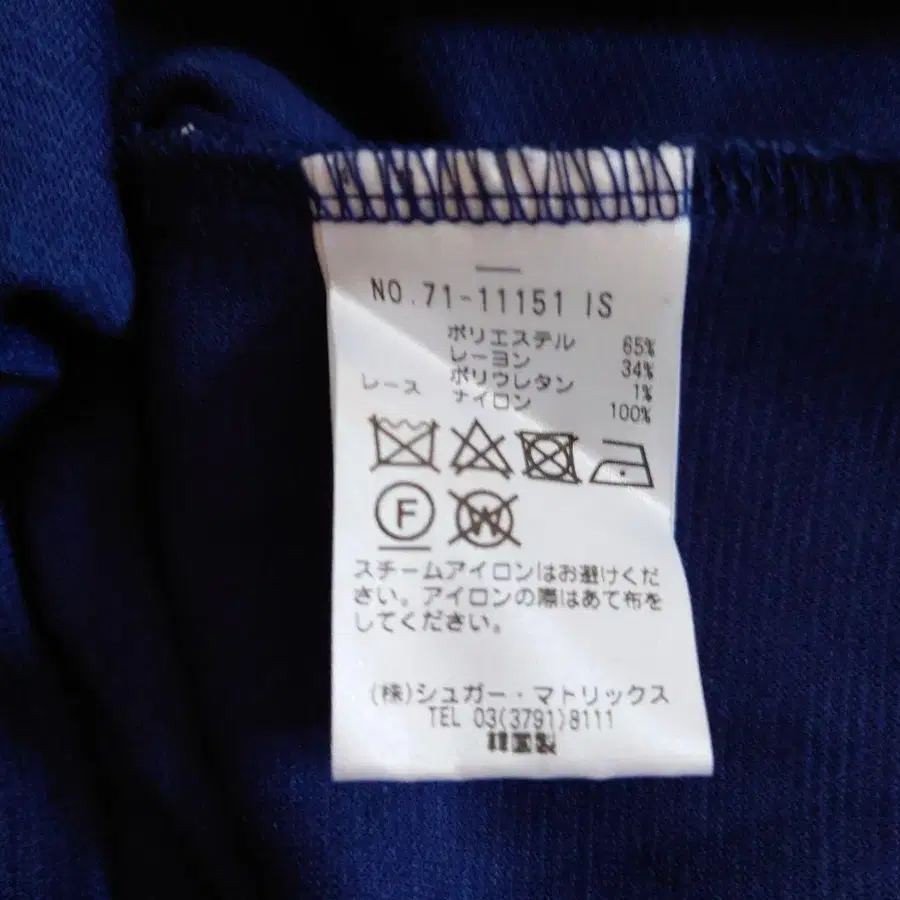 NO.71-11151 IS
ポリエステル 65%
レーヨン 34%
ポリウレタン 1%
レース ナイロン 100%
F W
スチームアイロンはお避けくだ
さい。アイロンの際はあて布を
してください。
(株)シュガー・マトリックス
TEL 03(3791)8111
韓国製